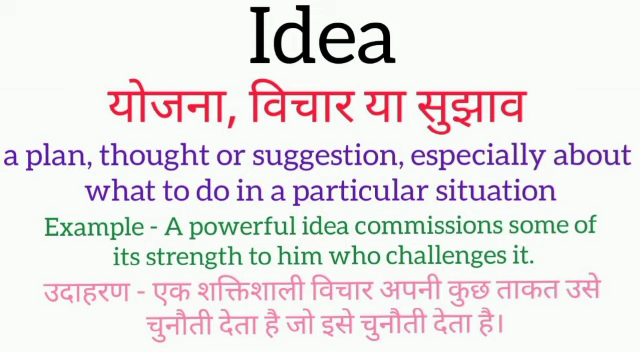 Idea
योजना, विचार या सुझाव
a plan, thought or suggestion, especially about
what to do in a particular situation
Example - A powerful idea commissions some of
its strength to him who challenges it.
उदाहरण - एक शक्तिशाली विचार अपनी कुछ ताकत उसे
चुनौती देता है जो इसे चुनौती देता है।